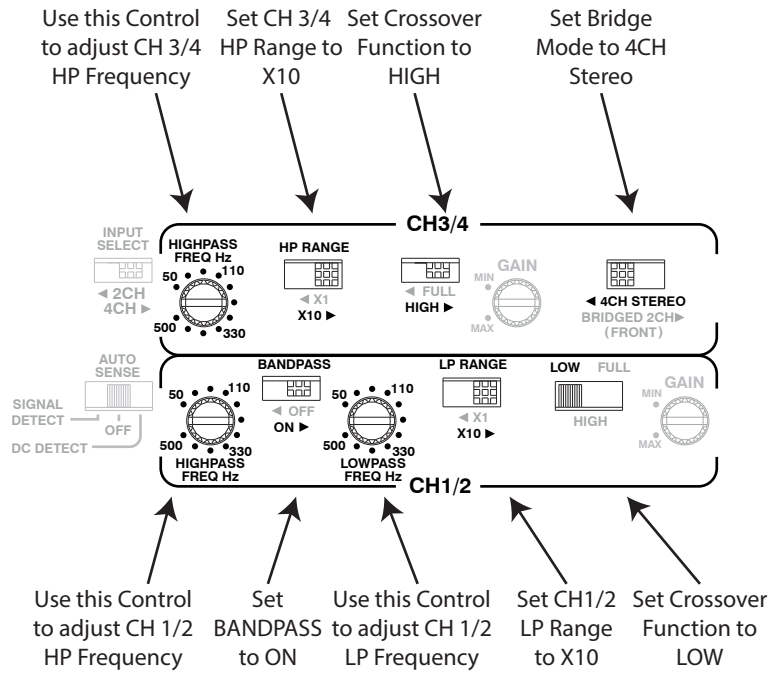 Use this Control
to adjust CH 3/4
HP Frequency
Set CH 3/4
HP Range to
X10
Set Crossover
Function to
HIGH
Set Bridge
Mode to 4CH
Stereo
CH3/4
INPUT
SELECT
◄ 2CH
4CH ►
HIGHPASS
FREQ Hz
50
110
500
330
HP RANGE
◄ X1
X10 ►
◄ FULL
HIGH ►
GAIN
MIN
MAX
◄ 4CH STEREO
BRIDGED 2CH►
(FRONT)
AUTO
SENSE
SIGNAL
DETECT
OFF
DC DETECT
50
110
500
330
HIGHPASS
FREQ Hz
BANDPASS
◄ OFF
ON ►
50
110
500
330
LOWPASS
FREQ Hz
LP RANGE
◄ X1
X10 ►
LOW FULL
HIGH
GAIN
MIN
MAX
CH1/2
Use this Control
to adjust CH 1/2
HP Frequency
Set
BANDPASS
to ON
Use this Control
to adjust CH 1/2
LP Frequency
Set CH1/2
LP Range
to X10
Set Crossover
Function to
LOW